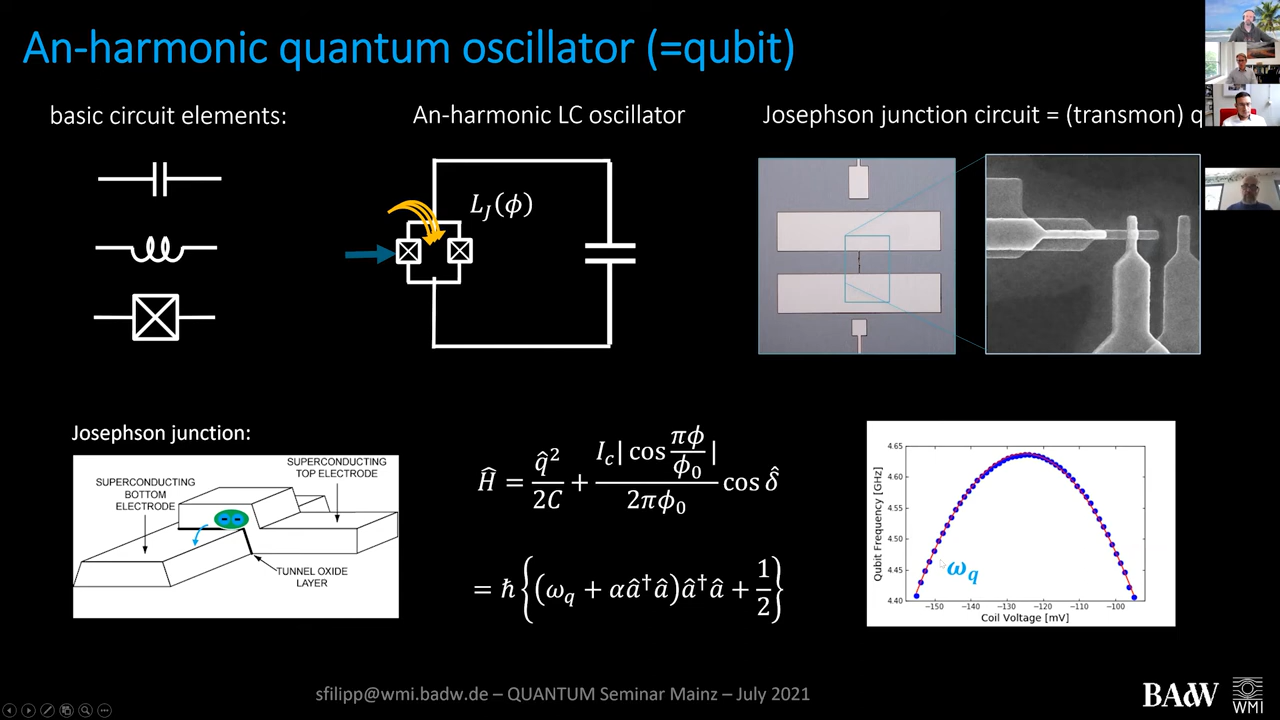 An-harmonic quantum oscillator (=qubit)
basic circuit elements:
An-harmonic LC oscillator
Josephson junction circuit = (transmon) q
L_J(ϕ)
Josephson junction:
SUPERCONDUCTING
BOTTOM
ELECTRODE
SUPERCONDUCTING
TOP ELECTRODE
TUNNEL OXIDE
LAYER
Ĥ = q̂²/2C + I_c|cos πϕ/ϕ₀|/2πϕ₀ cos δ̂
= ħ{(ω_q + αâ†â)â†â + 1/2}
Qubit Frequency [GHz]
4.65
4.60
4.55
4.50
4.45
4.40
ω_q
−150 −140 −130 −120 −110 −100
Coil Voltage [mV]
sfilipp@wmi.badw.de – QUANTUM Seminar Mainz – July 2021
BAdW
WMI